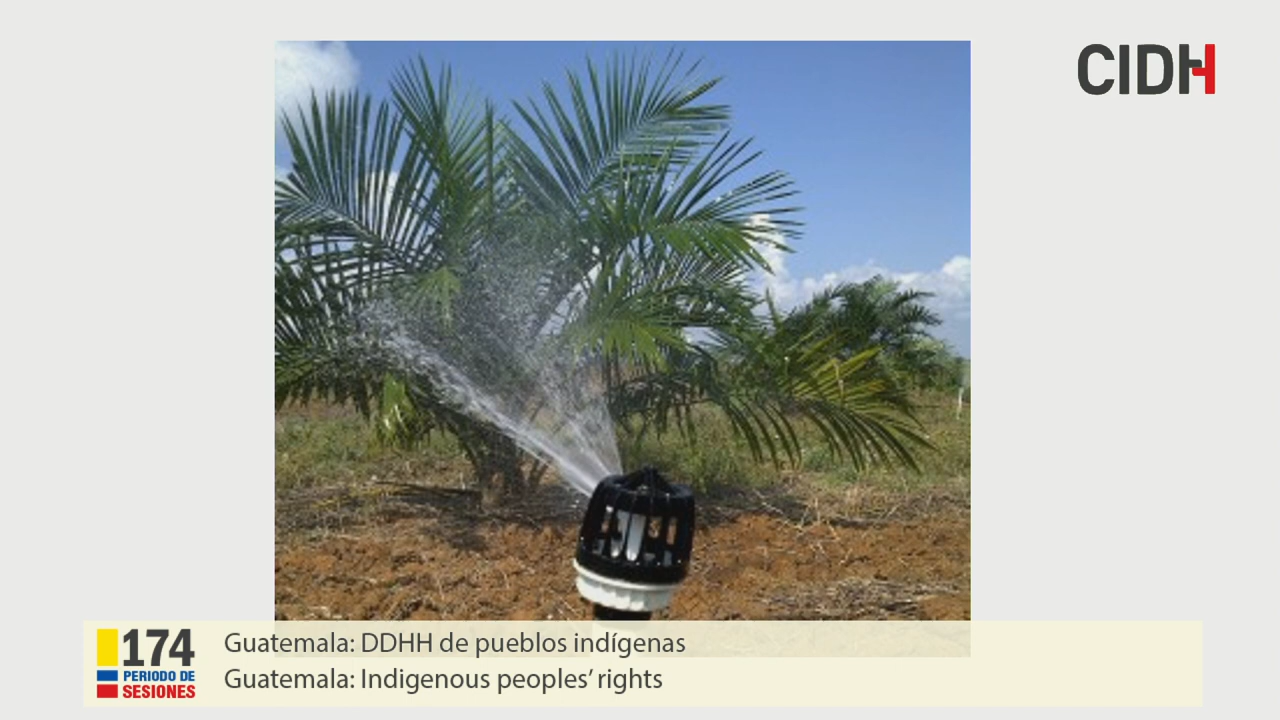 CIDH
174
PERIODO DE
SESIONES
Guatemala: DDHH de pueblos indígenas
Guatemala: Indigenous peoples’ rights